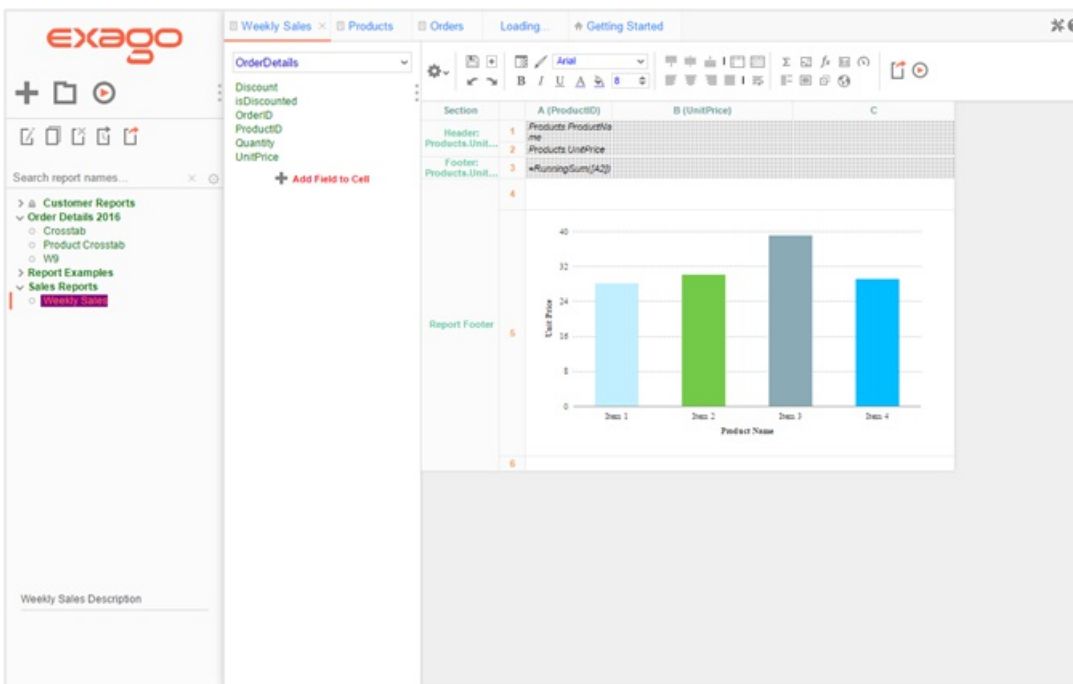 exago
Search report names...
Customer Reports
Order Details 2016
Crosstab
Product Crosstab
W9
Report Examples
Sales Reports
Weekly Sales
Weekly Sales Description
Weekly Sales
Products
Orders
Loading...
Getting Started
OrderDetails
Discount
isDiscounted
OrderID
ProductID
Quantity
UnitPrice
Add Field to Cell
Arial
B I U A 8
Section A (ProductID) B (UnitPrice) C
Header:
Products.Unit...
1 Products.ProductNa
me
2 Products.UnitPrice
Footer:
Products.Unit...
3 =RunningSum([A2])
4
Report Footer
5
Unit Price
40
32
24
16
8
0
Item 1 Item 2 Item 3 Item 4
Product Name
6